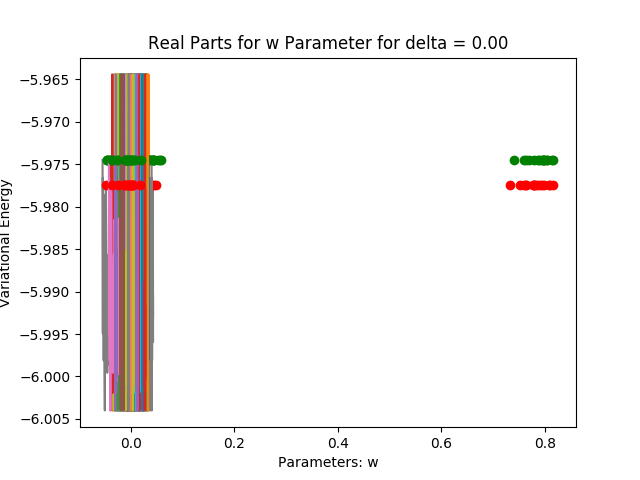 Real Parts for w Parameter for delta = 0.00
Variational Energy
−5.965
−5.970
−5.975
−5.980
−5.985
−5.990
−5.995
−6.000
−6.005
0.0 0.2 0.4 0.6 0.8
Parameters: w